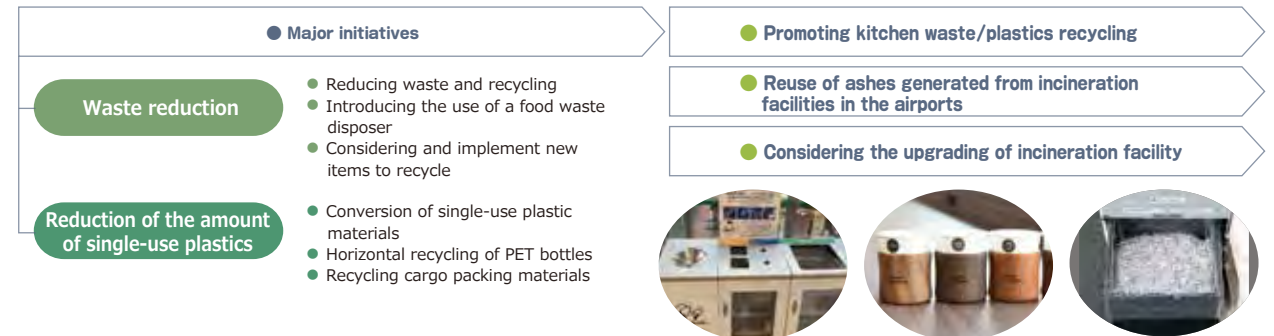 Major initiatives
Waste reduction
Reducing waste and recycling
Introducing the use of a food waste
disposer
Considering and implement new
items to recycle
Reduction of the amount
of single-use plastics
Conversion of single-use plastic
materials
Horizontal recycling of PET bottles
Recycling cargo packing materials
Promoting kitchen waste/plastics recycling
Reuse of ashes generated from incineration
facilities in the airports
Considering the upgrading of incineration facility